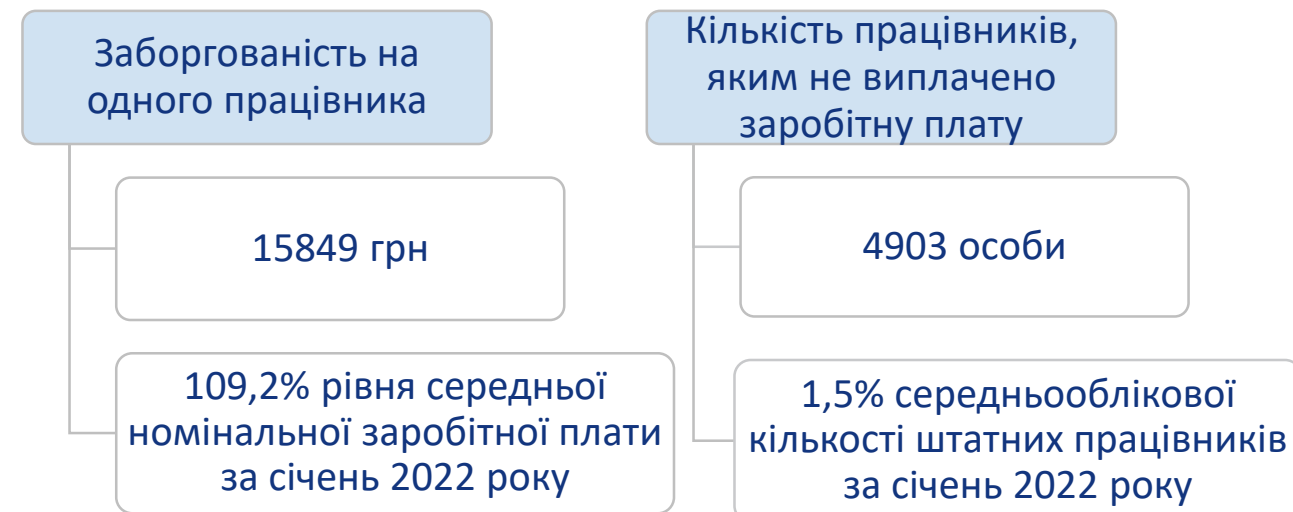 Заборгованість на
одного працівника
15849 грн
109,2% рівня середньої
номінальної заробітної плати
за січень 2022 року
Кількість працівників,
яким не виплачено
заробітну плату
4903 особи
1,5% середньооблікової
кількості штатних працівників
за січень 2022 року